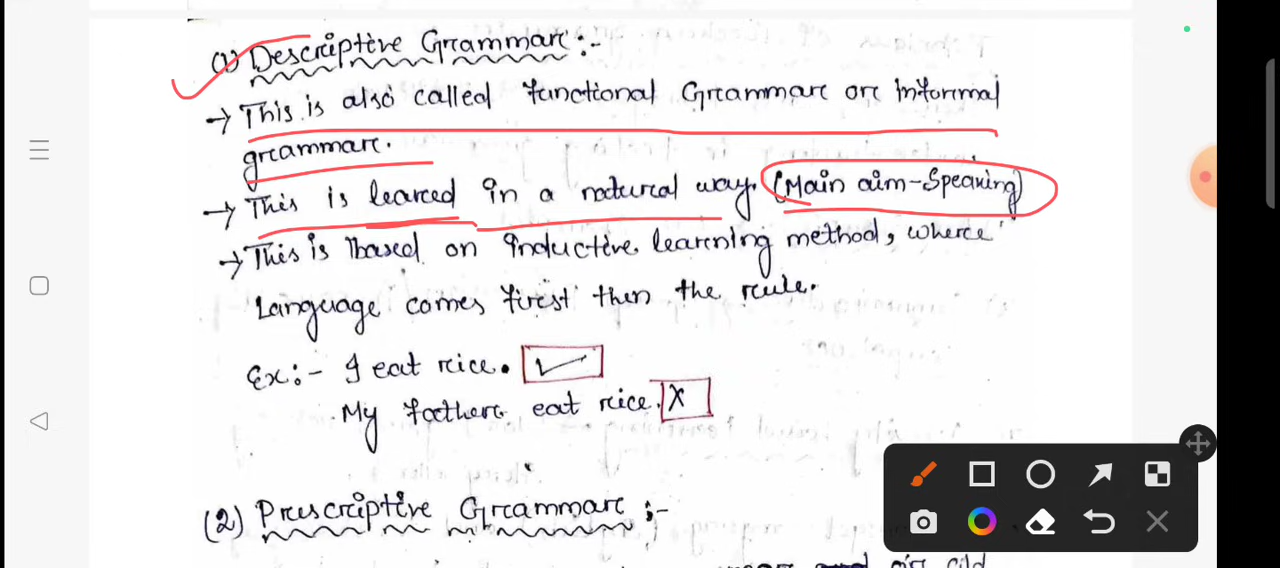 (1) Descriptive Grammar:-
→ This is also called functional Grammar or informal
grammar.
→ This is learned in a natural way. (Main aim-Speaking)
→ This is based on inductive learning method, where
Language comes first then the rule.
Ex:- I eat rice. ✓
My father eat rice. X
(2) Prescriptive Grammar :-